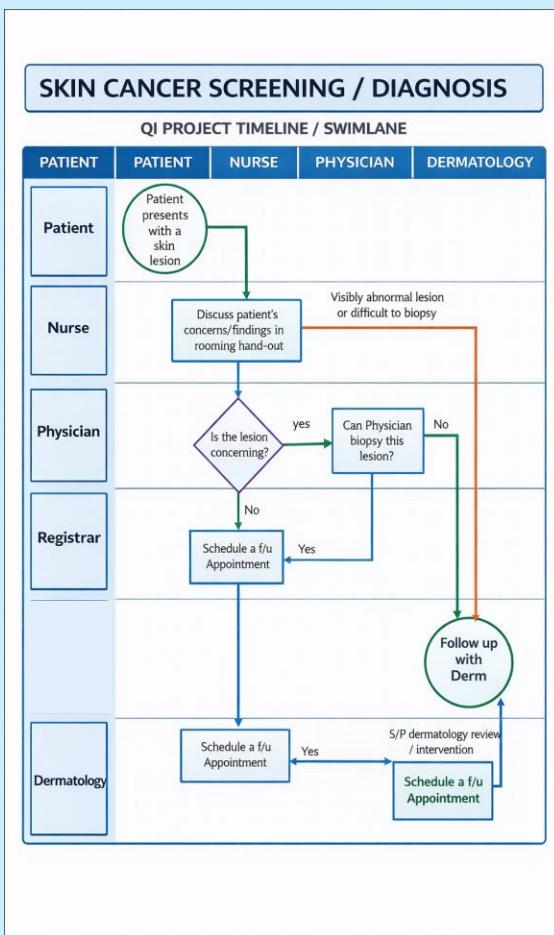 SKIN CANCER SCREENING / DIAGNOSIS
QI PROJECT TIMELINE / SWIMLANE
PATIENT PATIENT NURSE PHYSICIAN DERMATOLOGY
Patient
Patient
presents
with a
skin
lesion
Nurse
Discuss patient's
concerns/findings in
rooming hand-out
Visibly abnormal lesion
or difficult to biopsy
Physician
Is the lesion
concerning?
yes
Can Physician
biopsy this
lesion?
No
No
Registrar
Schedule a f/u
Appointment
Yes
Follow up
with
Derm
Dermatology
Schedule a f/u
Appointment
Yes
S/P dermatology review
/ intervention
Schedule a f/u
Appointment